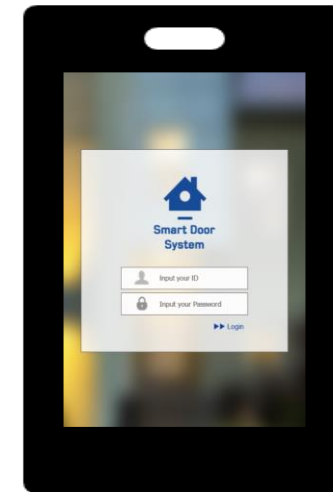 Smart Door
System
Input your ID
Input your Password
▶▶ Login